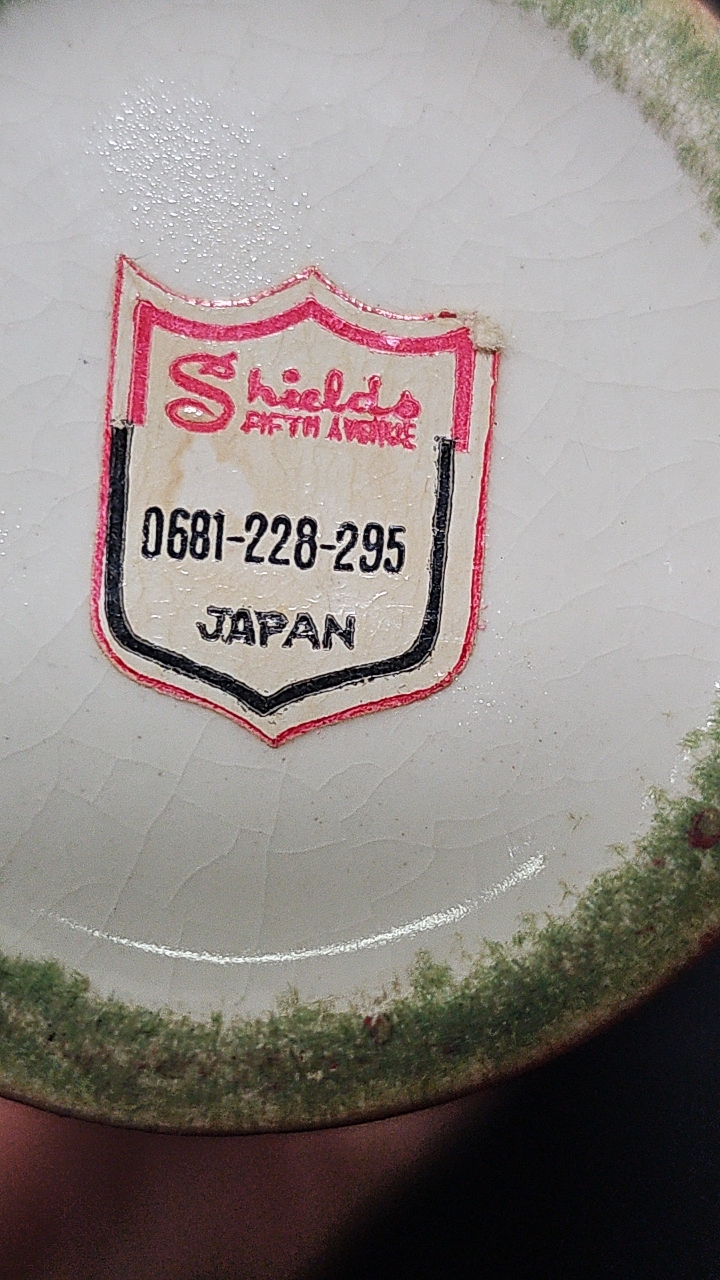 Shields
FIFTH AVENUE
0681-228-295
JAPAN